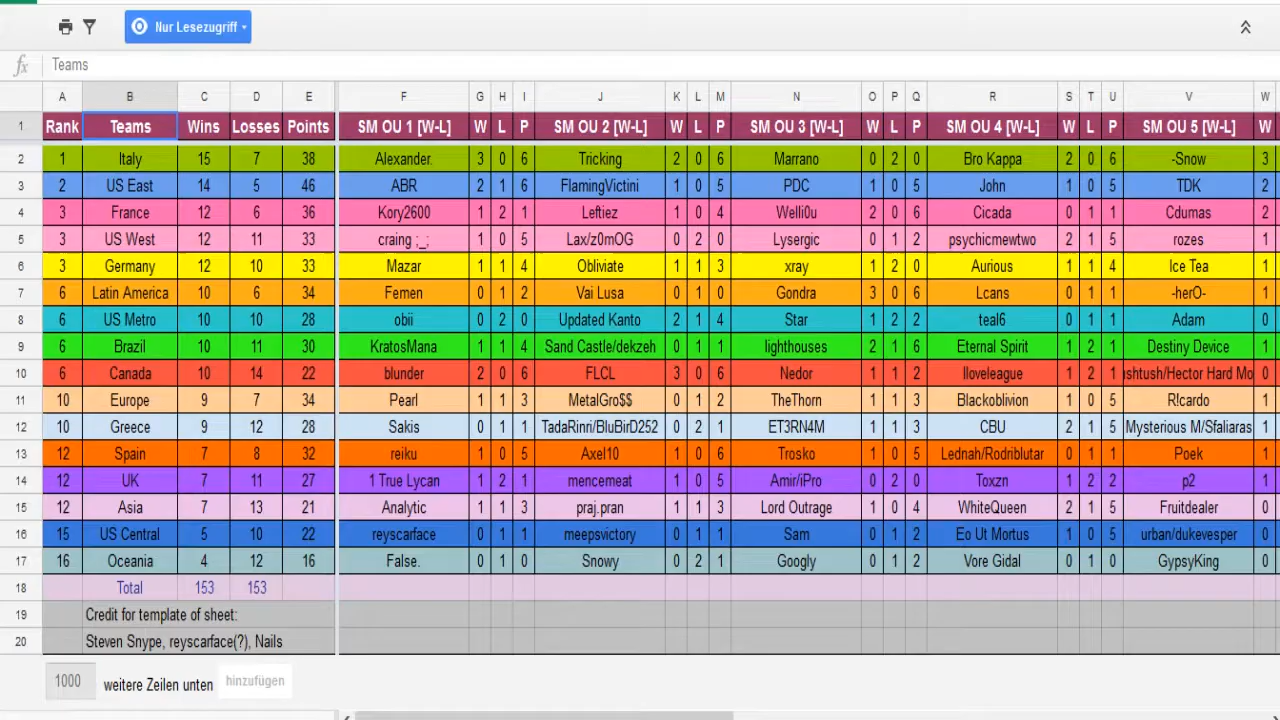 Nur Lesezugriff
fx Teams
A B C D E F G H I J K L M N O P Q R S T U V W
1 Rank Teams Wins Losses Points SM OU 1 [W-L] W L P SM OU 2 [W-L] W L P SM OU 3 [W-L] W L P SM OU 4 [W-L] W L P SM OU 5 [W-L] W
2 1 Italy 15 7 38 Alexander. 3 0 6 Tricking 2 0 6 Marrano 0 2 0 Bro Kappa 2 0 6 -Snow 3
3 2 US East 14 5 46 ABR 2 1 6 FlamingVictini 1 0 5 PDC 1 0 5 John 1 0 5 TDK 2
4 3 France 12 6 36 Kory2600 1 2 1 Leftiez 1 0 4 Welli0u 2 0 6 Cicada 0 1 1 Cdumas 2
5 3 US West 12 11 33 craing ;_; 1 0 5 Lax/z0mOG 0 2 0 Lysergic 0 1 2 psychicmewtwo 2 1 5 rozes 1
6 3 Germany 12 10 33 Mazar 1 1 4 Obliviate 1 1 3 xray 1 2 0 Aurious 1 1 4 Ice Tea 1
7 6 Latin America 10 6 34 Femen 0 1 2 Vai Lusa 0 1 0 Gondra 3 0 6 Lcans 0 1 1 -herO- 1
8 6 US Metro 10 10 28 obii 0 2 0 Updated Kanto 2 1 4 Star 1 2 2 teal6 0 1 1 Adam 0
9 6 Brazil 10 11 30 KratosMana 1 1 4 Sand Castle/dekzeh 0 1 1 lighthouses 2 1 6 Eternal Spirit 1 2 1 Destiny Device 1
10 6 Canada 10 14 22 blunder 2 0 6 FLCL 3 0 6 Nedor 1 1 2 Iloveleague 1 2 1 shtush/Hector Hard Mo 0
11 10 Europe 9 7 34 Pearl 1 1 3 MetalGro$$ 0 1 2 TheThorn 1 1 3 Blackoblivion 1 0 5 R!cardo 1
12 10 Greece 9 12 28 Sakis 0 1 1 TadaRinri/BluBirD252 0 2 1 ET3RN4M 1 1 3 CBU 2 1 5 Mysterious M/Sfaliaras 1
13 12 Spain 7 8 32 reiku 1 0 5 Axel10 1 0 6 Trosko 1 0 5 Lednah/Rodriblutar 1 0 5 Poek 1
14 12 UK 7 11 27 1 True Lycan 1 2 1 mencemeat 1 0 5 Amir/iPro 0 2 0 Toxzn 1 2 2 p2 1
15 12 Asia 7 13 21 Analytic 1 1 3 praj.pran 1 1 3 Lord Outrage 1 0 4 WhiteQueen 2 1 5 Fruitdealer 0
16 15 US Central 5 10 22 reyscarface 0 1 1 meepsvictory 0 1 1 Sam 0 1 2 Eo Ut Mortus 1 0 5 urban/dukevesper 0
17 16 Oceania 4 12 16 False. 0 1 0 Snowy 0 2 1 Googly 0 1 2 Vore Gidal 0 1 0 GypsyKing 0
18 Total 153 153
19 Credit for template of sheet:
20 Steven Snype, reyscarface(?), Nails
1000 weitere Zeilen unten hinzufügen